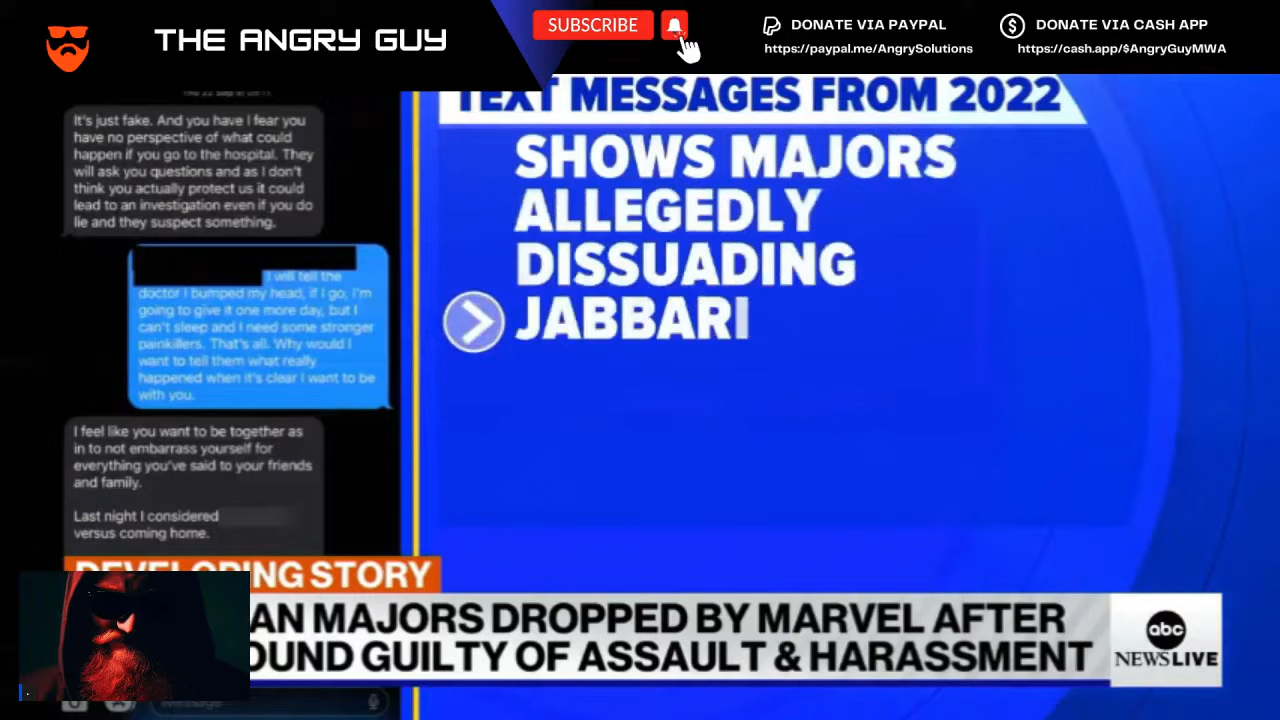 THE ANGRY GUY
SUBSCRIBE
DONATE VIA PAYPAL
https://paypal.me/AngrySolutions
DONATE VIA CASH APP
https://cash.app/$AngryGuyMWA
It's just fake. And you have I fear you
have no perspective of what could
happen if you go to the hospital. They
will ask you questions and as I don't
think you actually protect us it could
lead to an investigation even if you do
lie and they suspect something.
I will tell the
doctor I bumped my head, if I go, I'm
going to give it one more day, but I
can't sleep and I need some stronger
painkillers. That's all. Why would I
want to tell them what really
happened when it's clear I want to be
with you.
I feel like you want to be together as
in to not embarrass yourself for
everything you've said to your friends
and family.
Last night I considered
versus coming home.
TEXT MESSAGES FROM 2022
SHOWS MAJORS
ALLEGEDLY
DISSUADING
JABBARI
DEVELOPING STORY
AN MAJORS DROPPED BY MARVEL AFTER
OUND GUILTY OF ASSAULT & HARASSMENT
abc
NEWS LIVE
Message